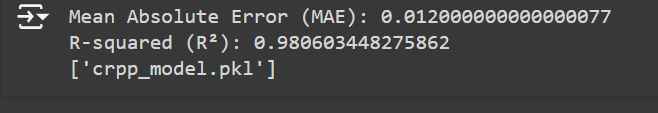 Mean Absolute Error (MAE): 0.012000000000000077
R-squared (R²): 0.980603448275862
['crpp_model.pkl']